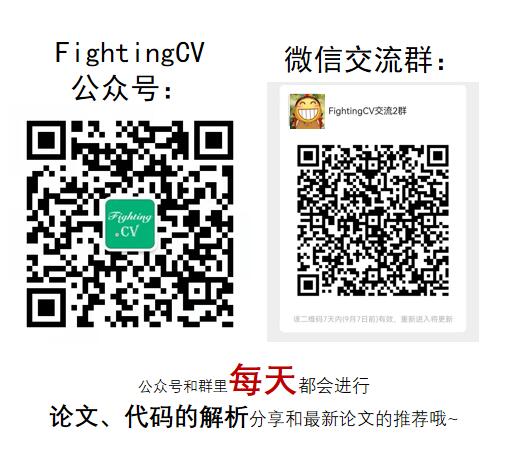 FightingCV
公众号：
微信交流群：
FightingCV交流2群
Fighting
.CV
该二维码7天内(9月7日前)有效，重新进入将更新
公众号和群里每天都会进行
论文、代码的解析分享和最新论文的推荐哦~